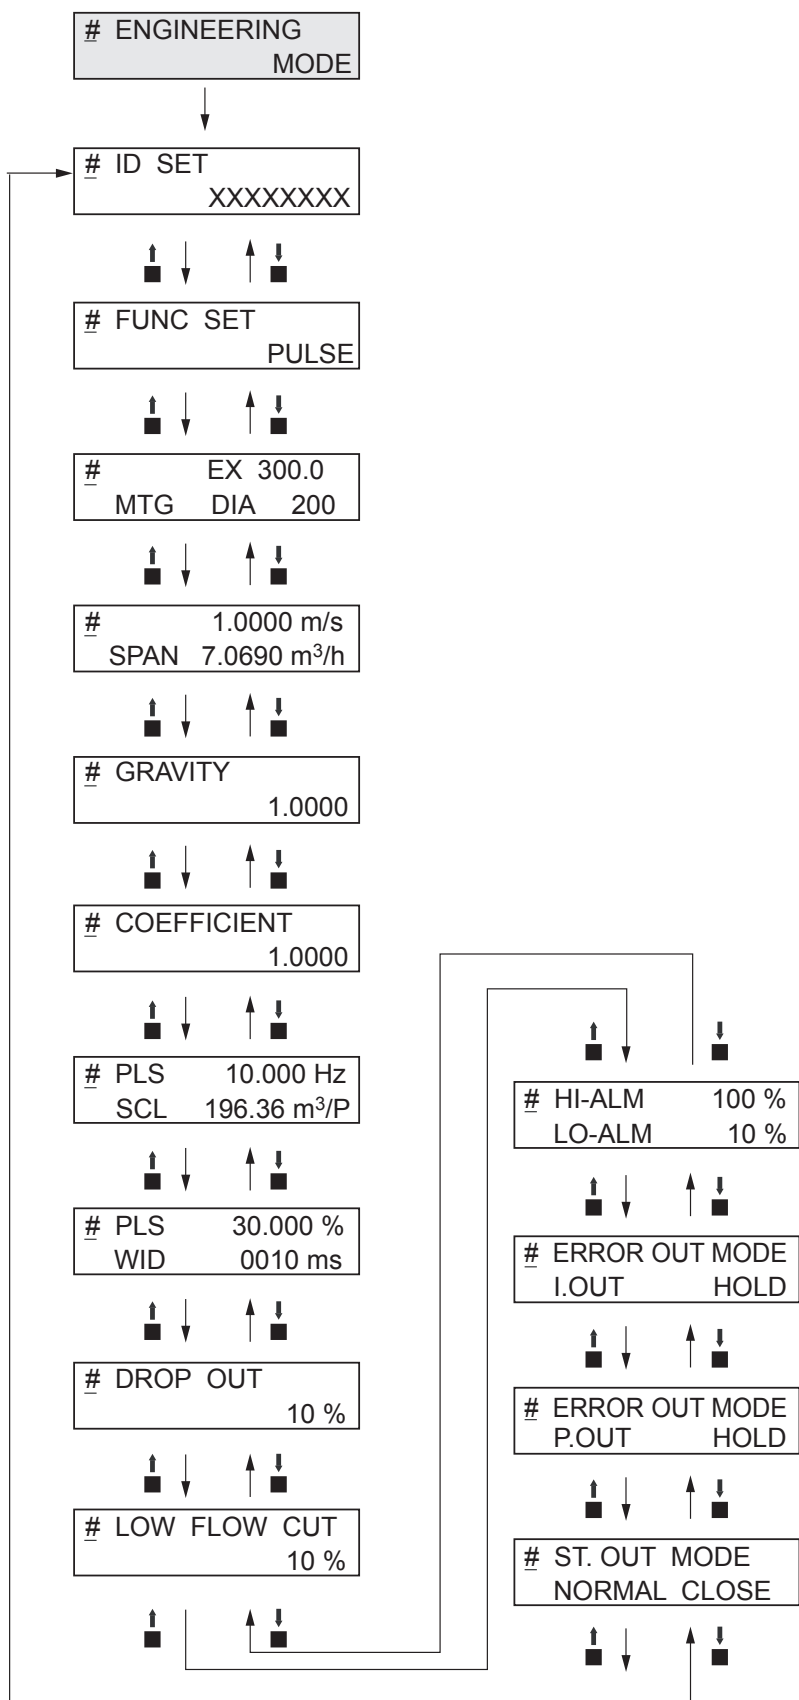 # ENGINEERING
MODE
# ID SET
XXXXXXXX
# FUNC SET
PULSE
# EX 300.0
MTG DIA 200
# 1.0000 m/s
SPAN 7.0690 m³/h
# GRAVITY
1.0000
# COEFFICIENT
1.0000
# PLS 10.000 Hz
SCL 196.36 m³/P
# PLS 30.000 %
WID 0010 ms
# DROP OUT
10 %
# LOW FLOW CUT
10 %
# HI-ALM 100 %
LO-ALM 10 %
# ERROR OUT MODE
I.OUT HOLD
# ERROR OUT MODE
P.OUT HOLD
# ST. OUT MODE
NORMAL CLOSE